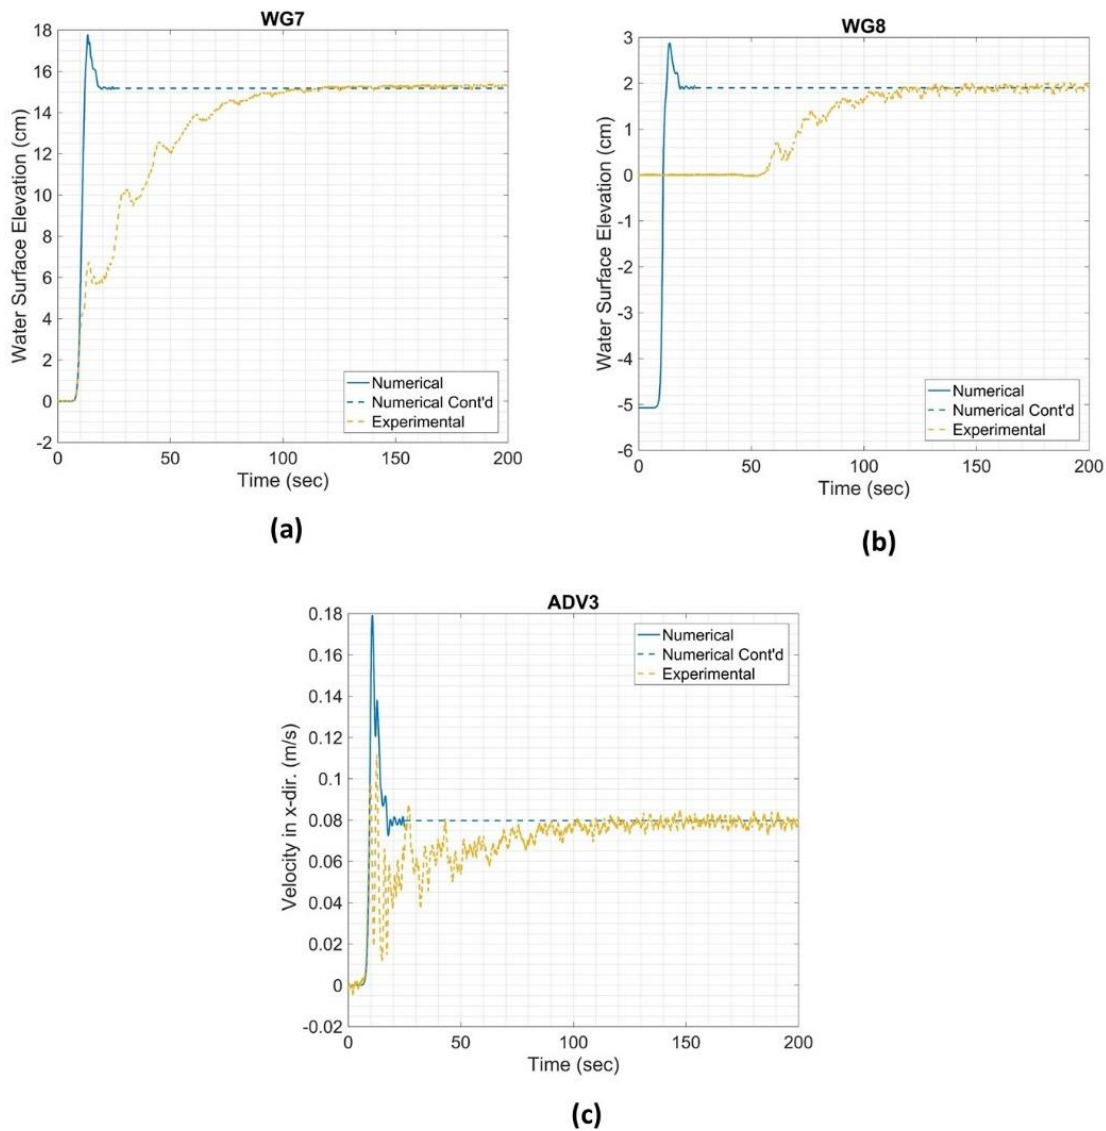 WG7
18
16
14
12
10
8
6
4
2
0
-2
Water Surface Elevation (cm)
Numerical
Numerical Cont'd
Experimental
0 50 100 150 200
Time (sec)
(a)
WG8
3
2
1
0
-1
-2
-3
-4
-5
-6
Water Surface Elevation (cm)
Numerical
Numerical Cont'd
Experimental
0 50 100 150 200
Time (sec)
(b)
ADV3
0.18
0.16
0.14
0.12
0.1
0.08
0.06
0.04
0.02
0
-0.02
Velocity in x-dir. (m/s)
Numerical
Numerical Cont'd
Experimental
0 50 100 150 200
Time (sec)
(c)